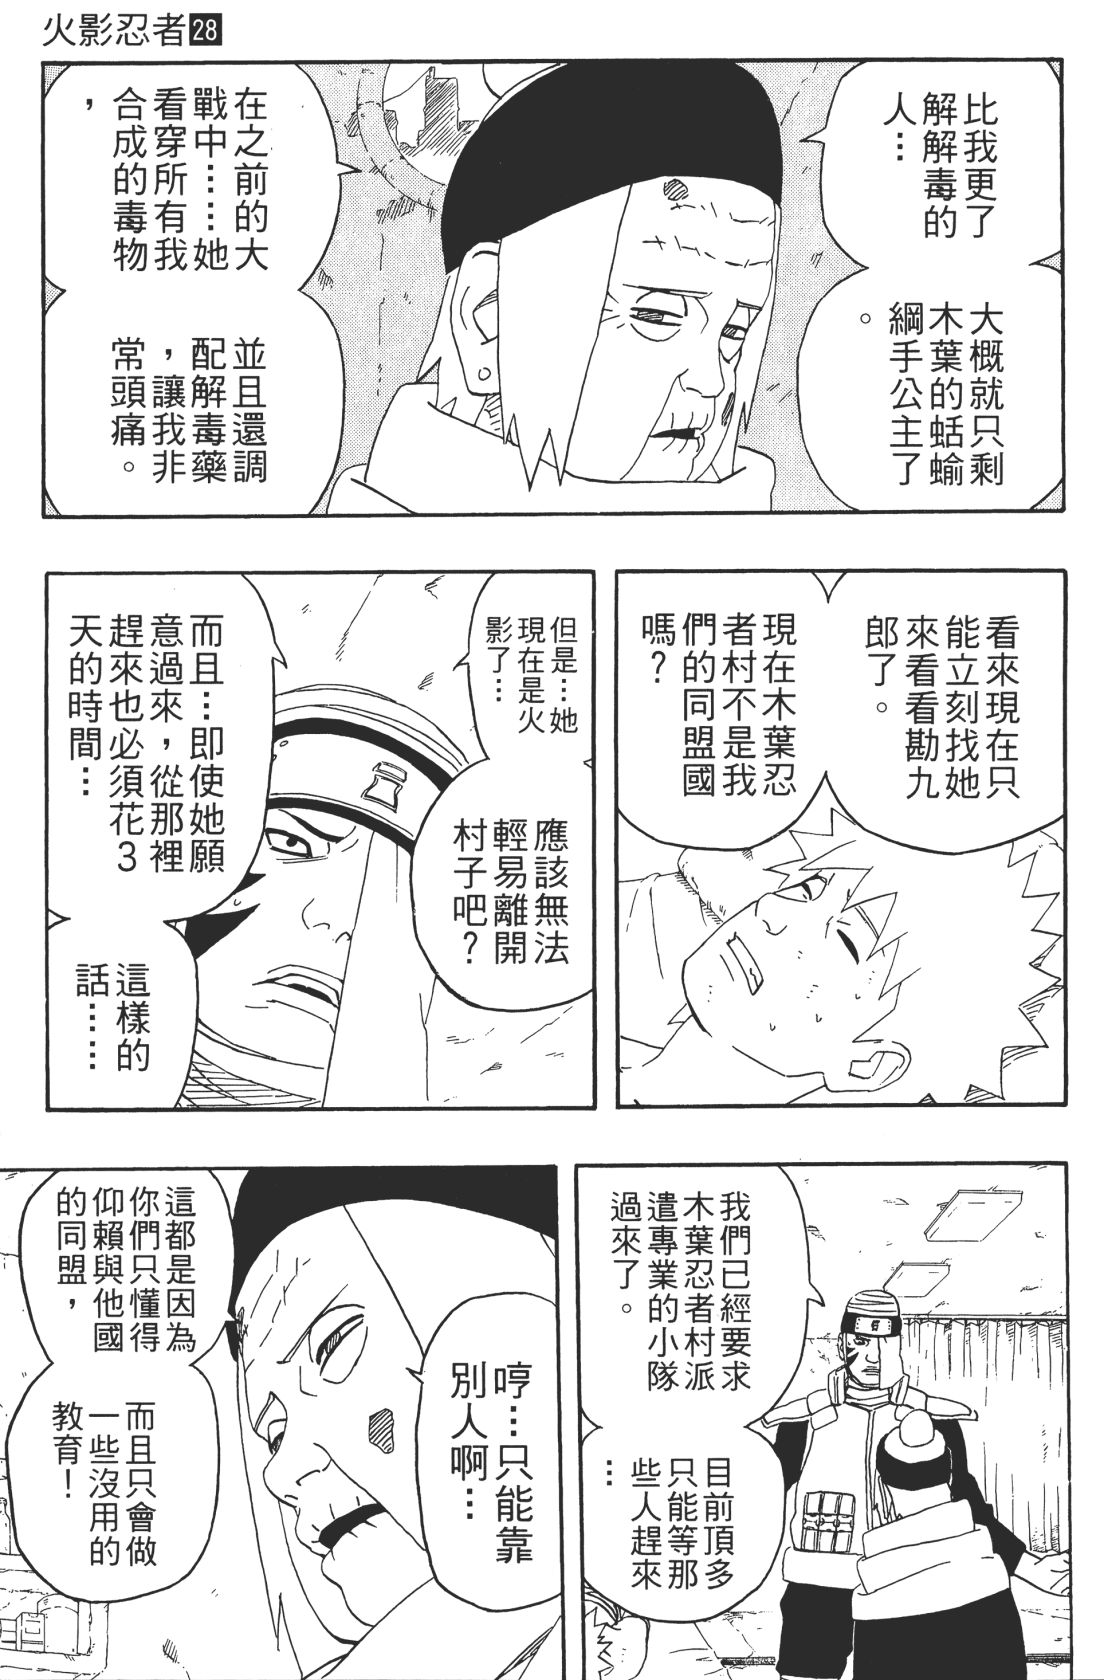 火影忍者28
比我更了
解解毒的
人…
大概就只剩
木葉的蛞蝓
綱手公主了
。
在之前的大
戰中……她
看穿所有我
合成的毒物
，
並且還調
配解毒藥
，讓我非
常頭痛。
看來現在只
能立刻找她
來看看勘九
郎了。
現在木葉忍
者村不是我
們的同盟國
嗎？
但是…她
現在是火
影了…
應該無法
輕易離開
村子吧？
而且…即使她願
意過來，從那裡
趕來也必須花3
天的時間…
這樣的
話……
我們已經要求
木葉忍者村派
遣專業的小隊
過來了。
目前頂多
只能等那
些人趕來
…
哼…只能靠
別人啊…
這都是因為
你們只懂得
仰賴與他國
的同盟，
而且只會做
一些沒用的
教育！